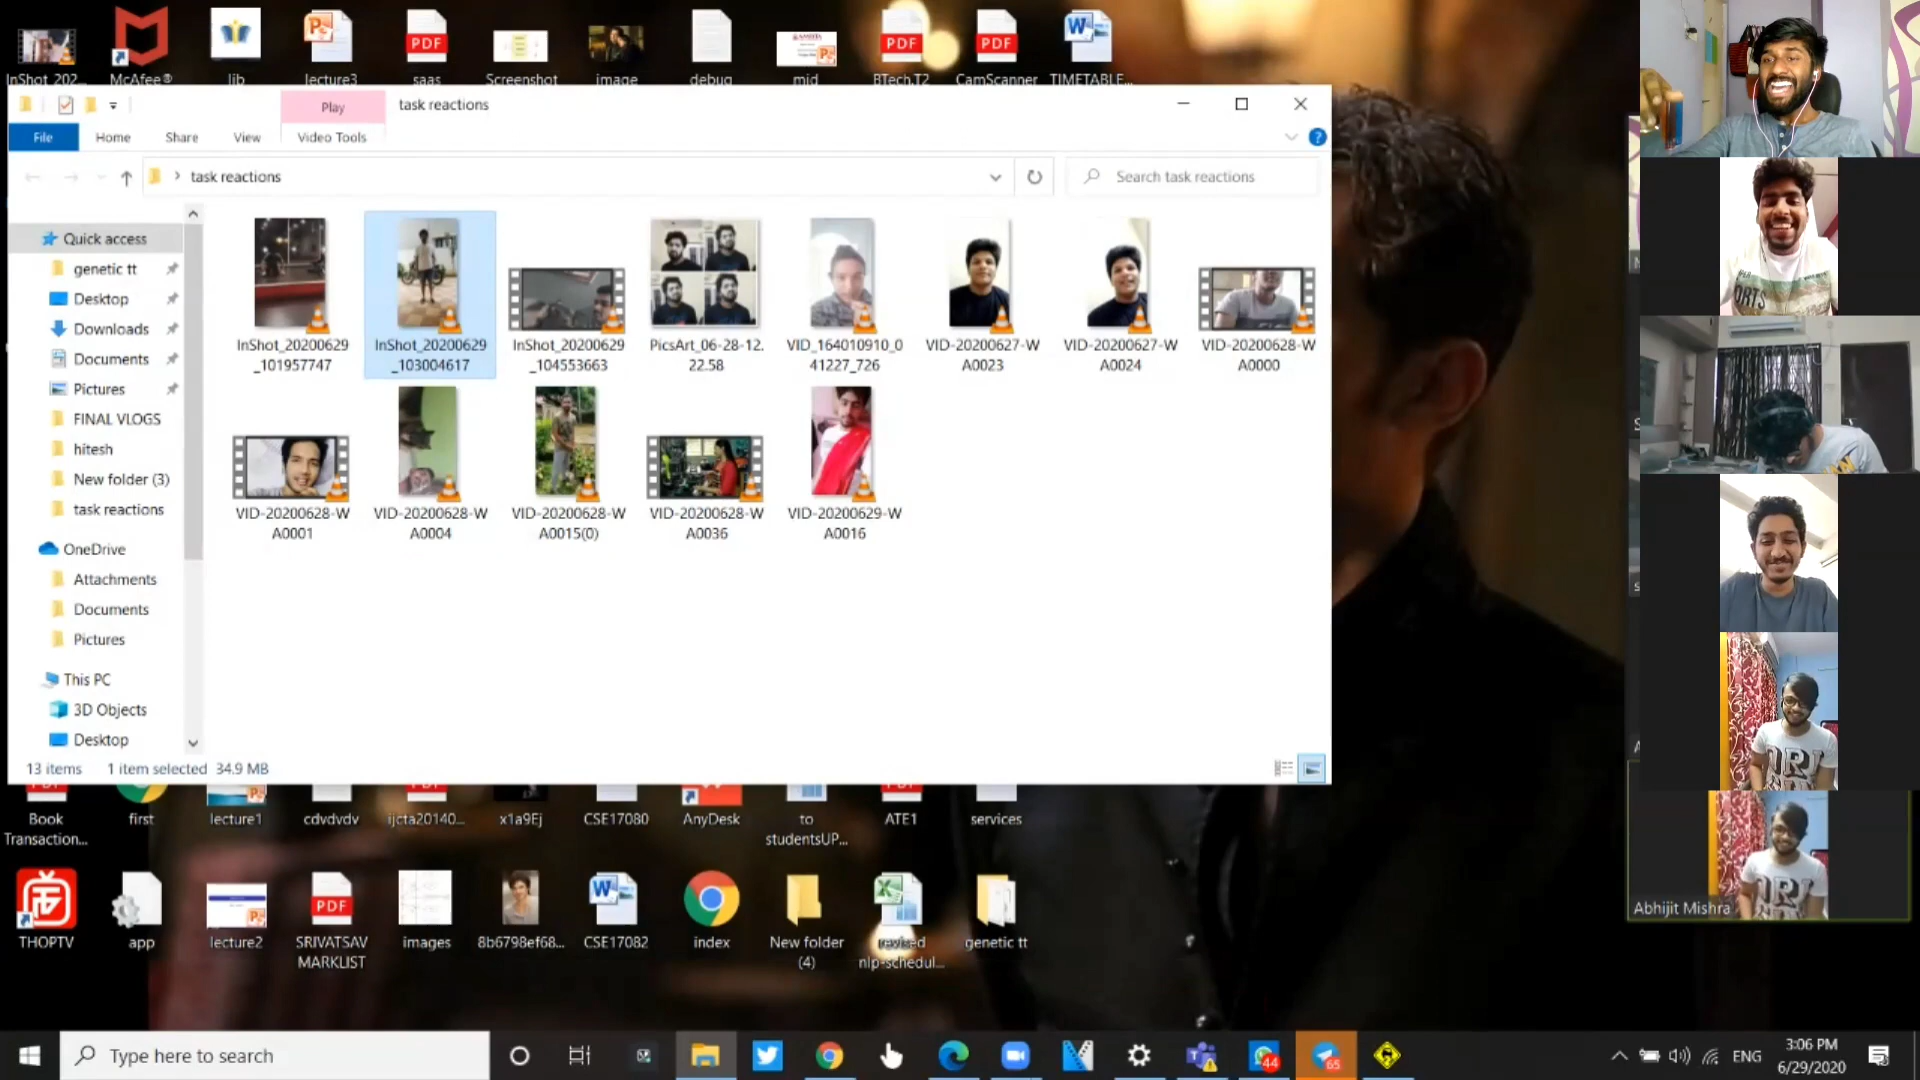 InShot_202...
McAfee®
lib
lecture3
saas
Screenshot
image
debug
mid
BTech.T2
CamScanner
TIMETABLE...
PDF
PDF
PDF
Play
task reactions
File
Home
Share
View
Video Tools
task reactions
Search task reactions
Quick access
genetic tt
Desktop
Downloads
Documents
Pictures
FINAL VLOGS
hitesh
New folder (3)
task reactions
OneDrive
Attachments
Documents
Pictures
This PC
3D Objects
Desktop
InShot_20200629
_101957747
InShot_20200629
_103004617
InShot_20200629
_104553663
PicsArt_06-28-12.
22.58
VID_164010910_0
41227_726
VID-20200627-W
A0023
VID-20200627-W
A0024
VID-20200628-W
A0000
VID-20200628-W
A0001
VID-20200628-W
A0004
VID-20200628-W
A0015(0)
VID-20200628-W
A0036
VID-20200629-W
A0016
13 items
1 item selected 34.9 MB
Book
Transaction...
first
lecture1
cdvdvdv
ijcta20140...
x1a9Ej
CSE17080
AnyDesk
to
studentsUP...
ATE1
services
THOPTV
app
lecture2
PDF
SRIVATSAV
MARKLIST
images
8b6798ef68...
CSE17082
index
New folder
(4)
revised
nlp-schedul...
genetic tt
Abhijit Mishra
Type here to search
44
65
ENG
3:06 PM
6/29/2020